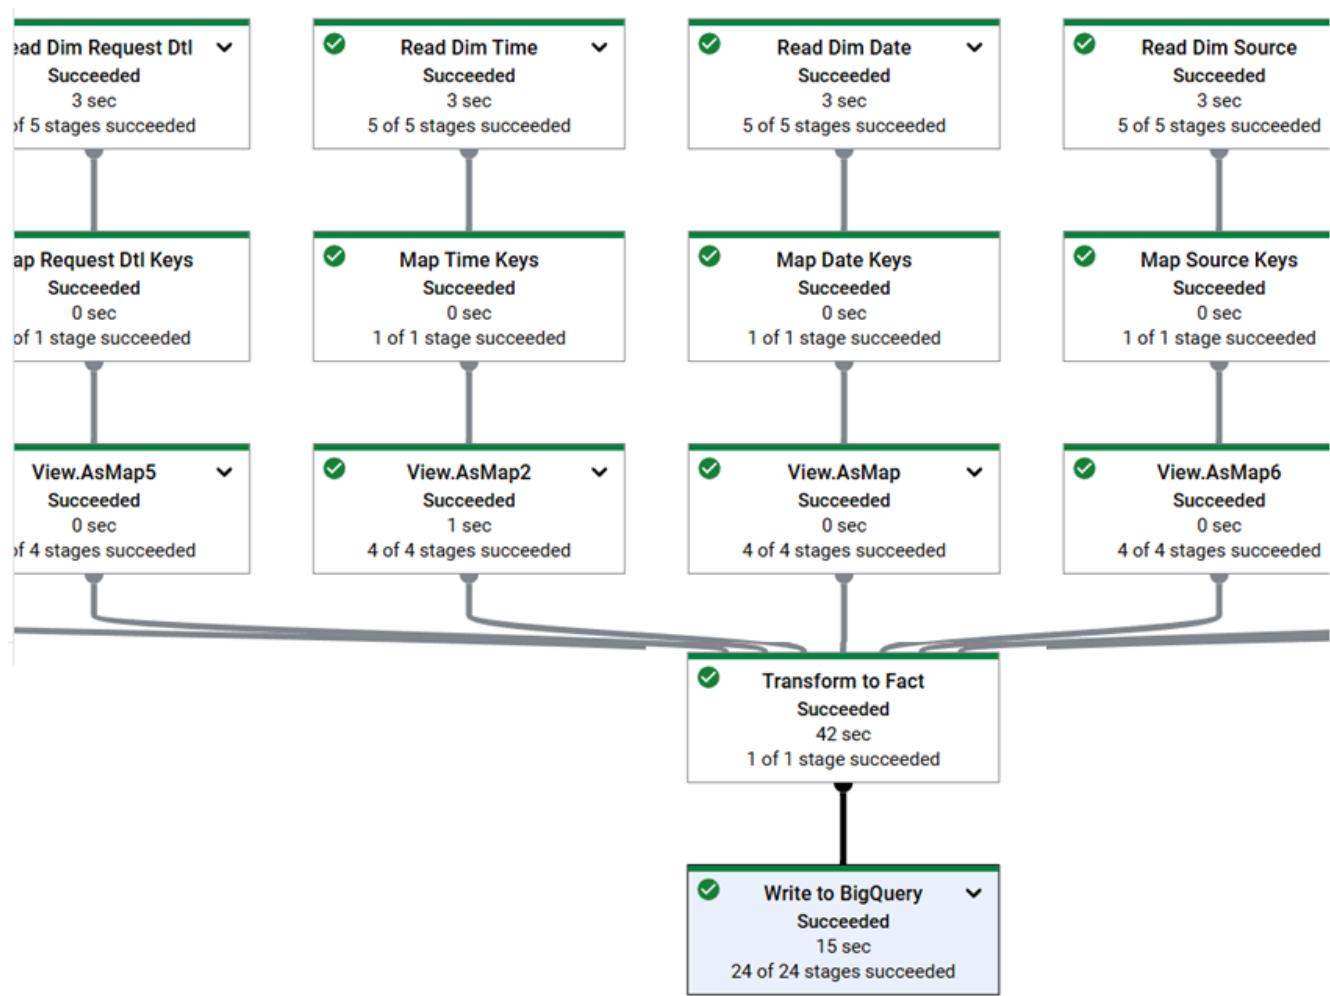 ead Dim Request Dtl
Succeeded
3 sec
of 5 stages succeeded
Read Dim Time
Succeeded
3 sec
5 of 5 stages succeeded
Read Dim Date
Succeeded
3 sec
5 of 5 stages succeeded
Read Dim Source
Succeeded
3 sec
5 of 5 stages succeeded
ap Request Dtl Keys
Succeeded
0 sec
of 1 stage succeeded
Map Time Keys
Succeeded
0 sec
1 of 1 stage succeeded
Map Date Keys
Succeeded
0 sec
1 of 1 stage succeeded
Map Source Keys
Succeeded
0 sec
1 of 1 stage succeeded
View.AsMap5
Succeeded
0 sec
of 4 stages succeeded
View.AsMap2
Succeeded
1 sec
4 of 4 stages succeeded
View.AsMap
Succeeded
0 sec
4 of 4 stages succeeded
View.AsMap6
Succeeded
0 sec
4 of 4 stages succeeded
Transform to Fact
Succeeded
42 sec
1 of 1 stage succeeded
Write to BigQuery
Succeeded
15 sec
24 of 24 stages succeeded